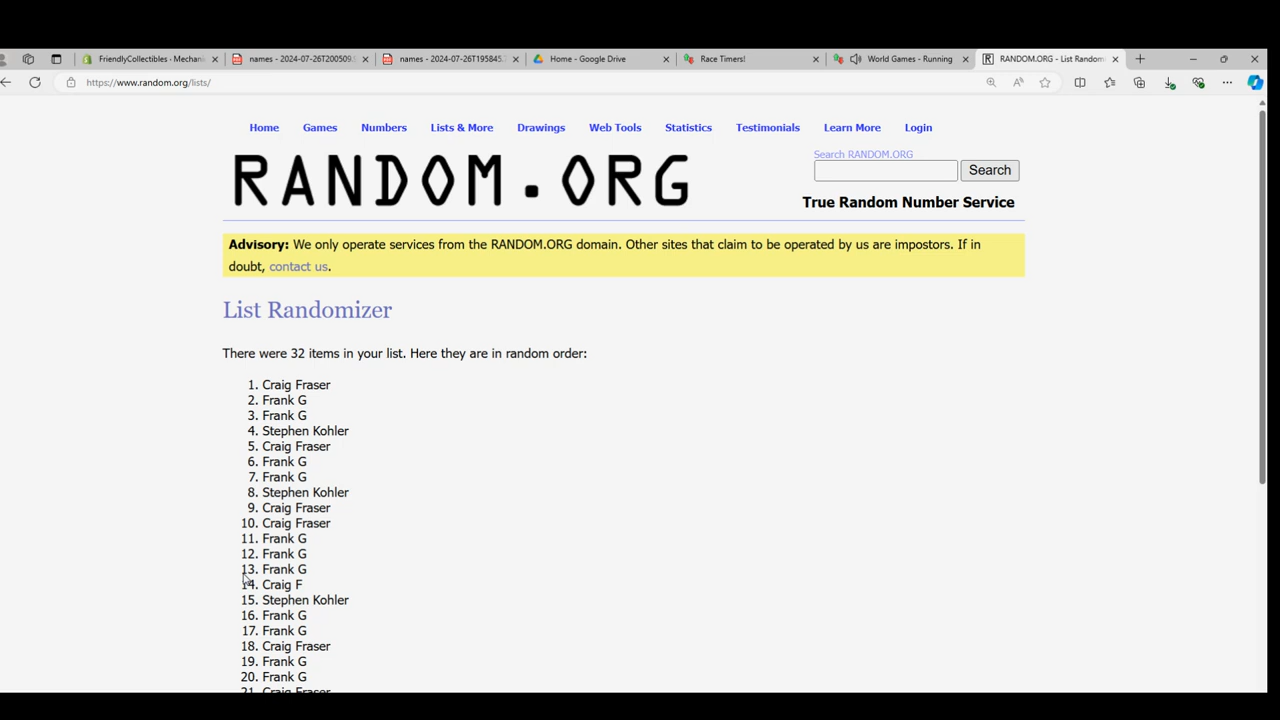 FriendlyCollectibles - Mechani
names - 2024-07-26T200509.
names - 2024-07-26T195845.
Home - Google Drive
Race Timers!
World Games - Running
RANDOM.ORG - List Random
https://www.random.org/lists/
Home Games Numbers Lists & More Drawings Web Tools Statistics Testimonials Learn More Login
RANDOM.ORG
Search RANDOM.ORG
Search
True Random Number Service
Advisory: We only operate services from the RANDOM.ORG domain. Other sites that claim to be operated by us are impostors. If in
doubt, contact us.
List Randomizer
There were 32 items in your list. Here they are in random order:
1. Craig Fraser
2. Frank G
3. Frank G
4. Stephen Kohler
5. Craig Fraser
6. Frank G
7. Frank G
8. Stephen Kohler
9. Craig Fraser
10. Craig Fraser
11. Frank G
12. Frank G
13. Frank G
14. Craig F
15. Stephen Kohler
16. Frank G
17. Frank G
18. Craig Fraser
19. Frank G
20. Frank G
21. Craig Fraser